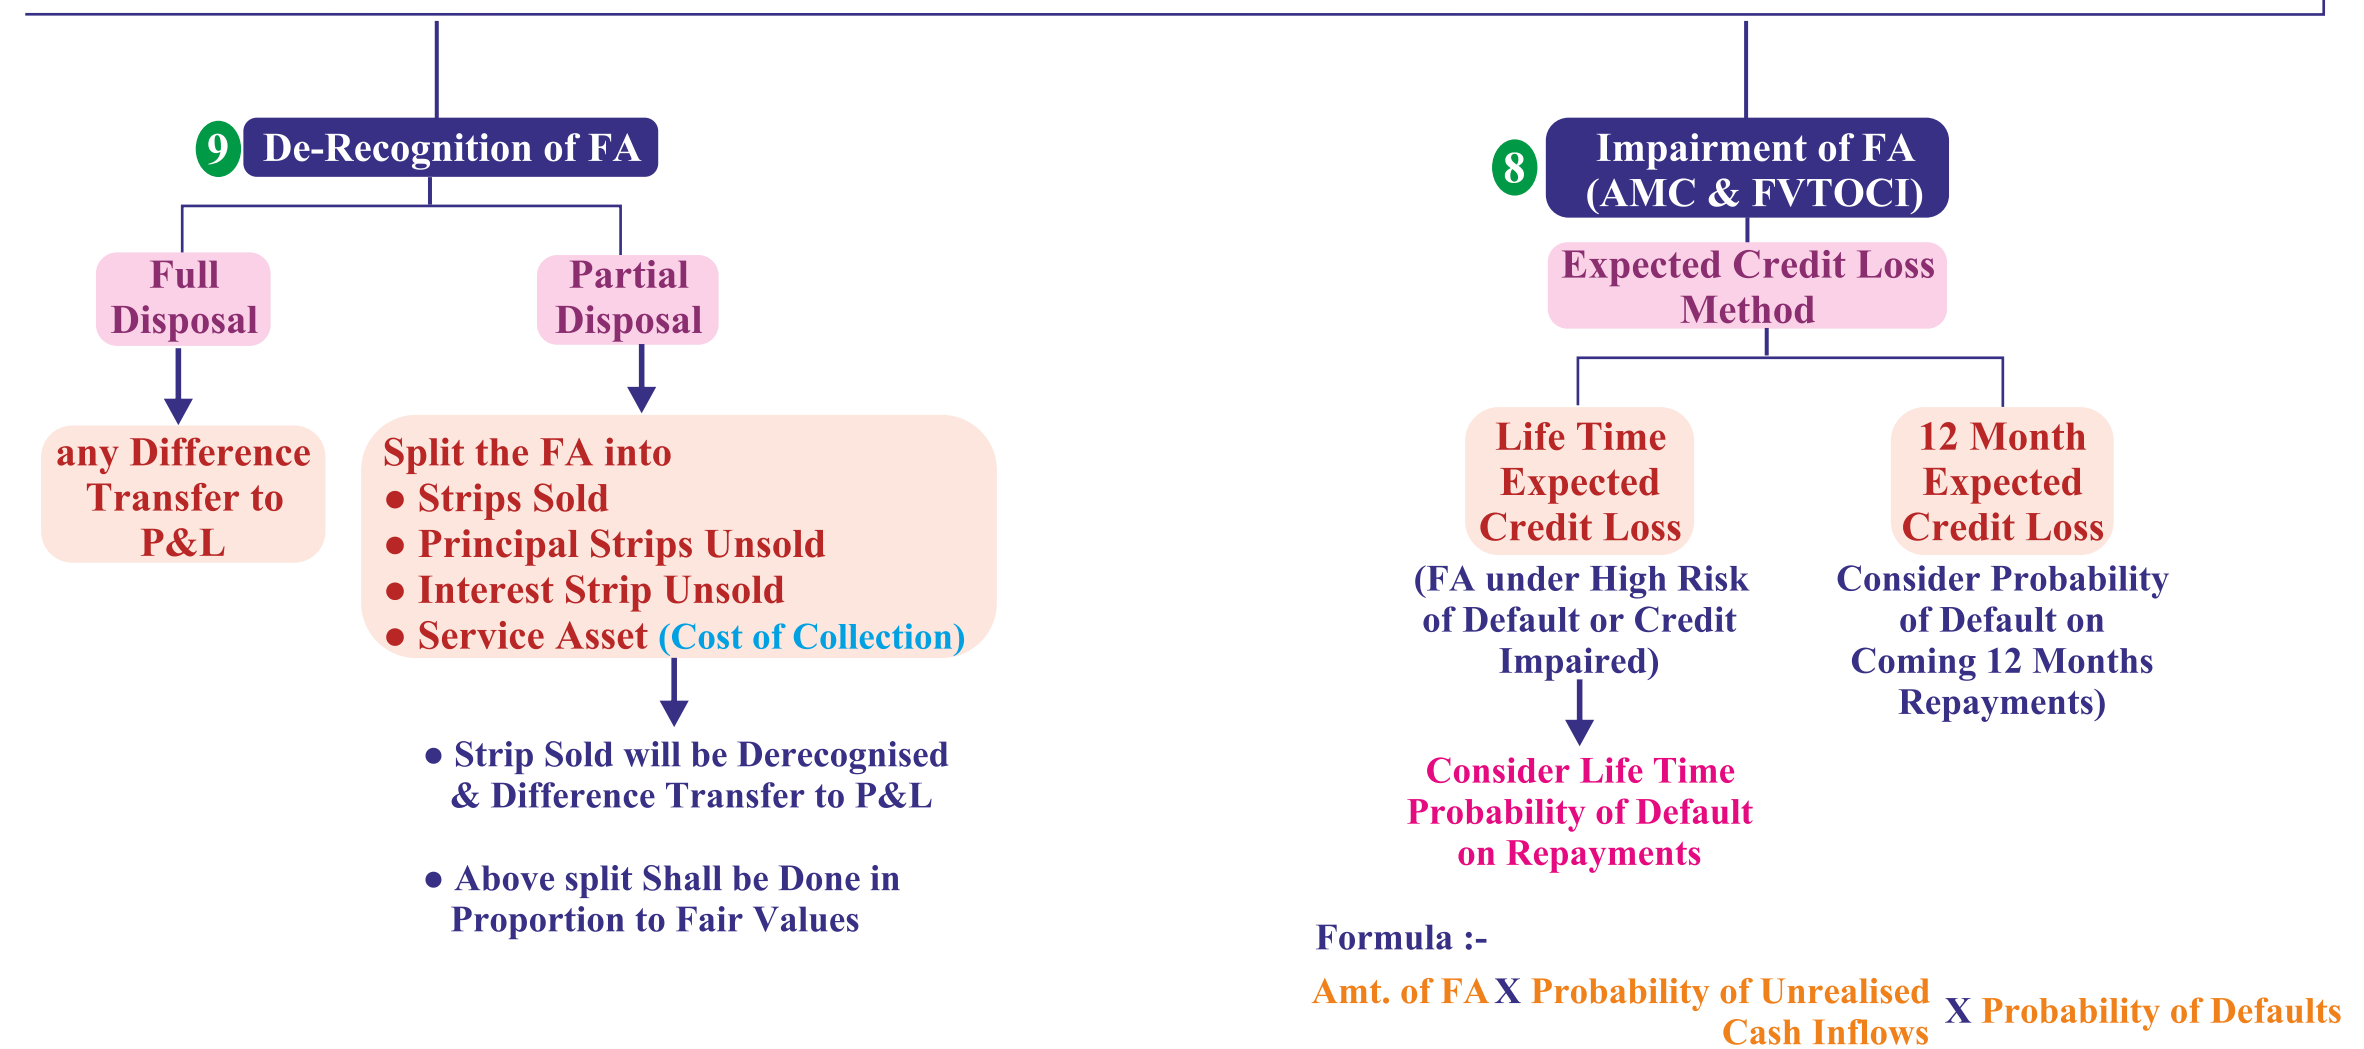 9
De-Recognition of FA
Full
Disposal
any Difference
Transfer to
P&L
Partial
Disposal
Split the FA into
● Strips Sold
● Principal Strips Unsold
● Interest Strip Unsold
● Service Asset (Cost of Collection)
● Strip Sold will be Derecognised
& Difference Transfer to P&L
● Above split Shall be Done in
Proportion to Fair Values
8
Impairment of FA
(AMC & FVTOCI)
Expected Credit Loss
Method
Life Time
Expected
Credit Loss
(FA under High Risk
of Default or Credit
Impaired)
Consider Life Time
Probability of Default
on Repayments
12 Month
Expected
Credit Loss
Consider Probability
of Default on
Coming 12 Months
Repayments)
Formula :-
Amt. of FA X Probability of Unrealised
Cash Inflows
X Probability of Defaults